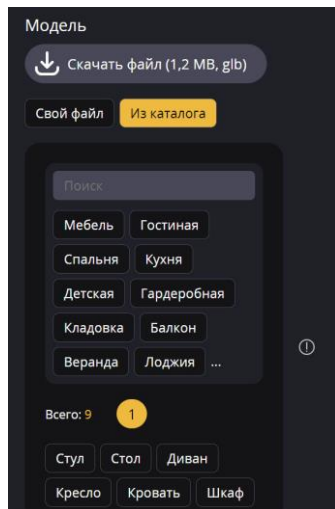 Модель
Скачать файл (1,2 MB, glb)
Свой файл Из каталога
Поиск
Мебель Гостиная
Спальня Кухня
Детская Гардеробная
Кладовка Балкон
Веранда Лоджия ...
Всего: 9 1
Стул Стол Диван
Кресло Кровать Шкаф